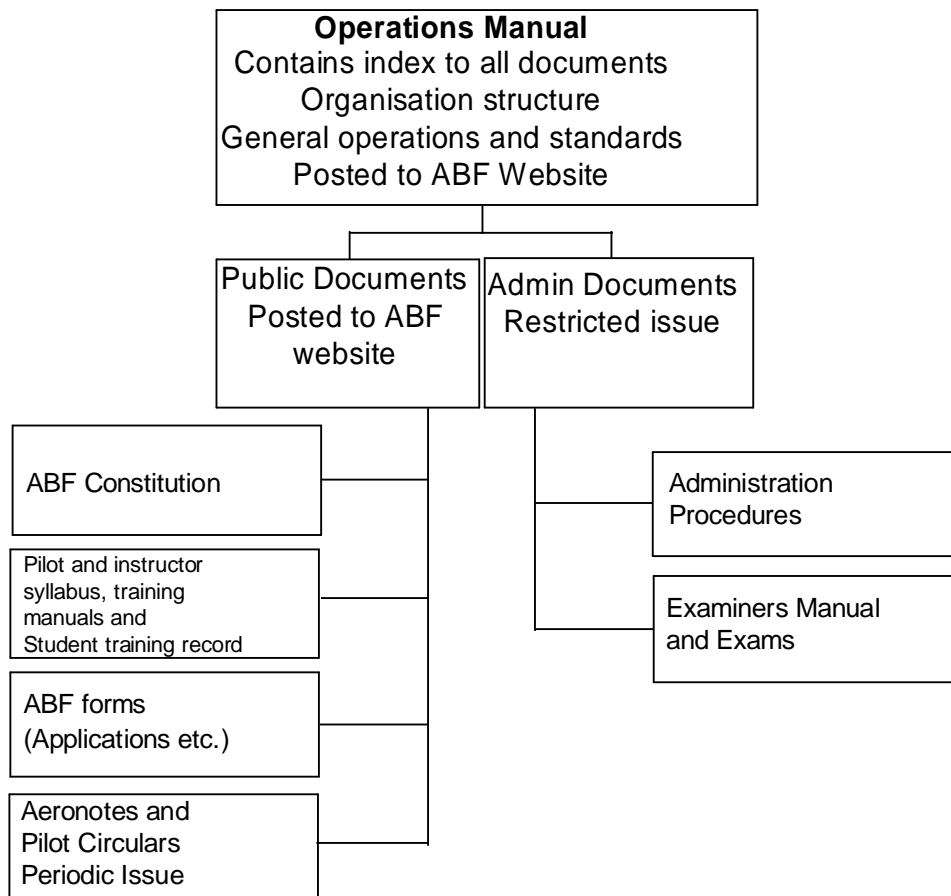 Operations Manual
Contains index to all documents
Organisation structure
General operations and standards
Posted to ABF Website
Public Documents
Posted to ABF
website
Admin Documents
Restricted issue
ABF Constitution
Pilot and instructor
syllabus, training
manuals and
Student training record
ABF forms
(Applications etc.)
Aeronotes and
Pilot Circulars
Periodic Issue
Administration
Procedures
Examiners Manual
and Exams